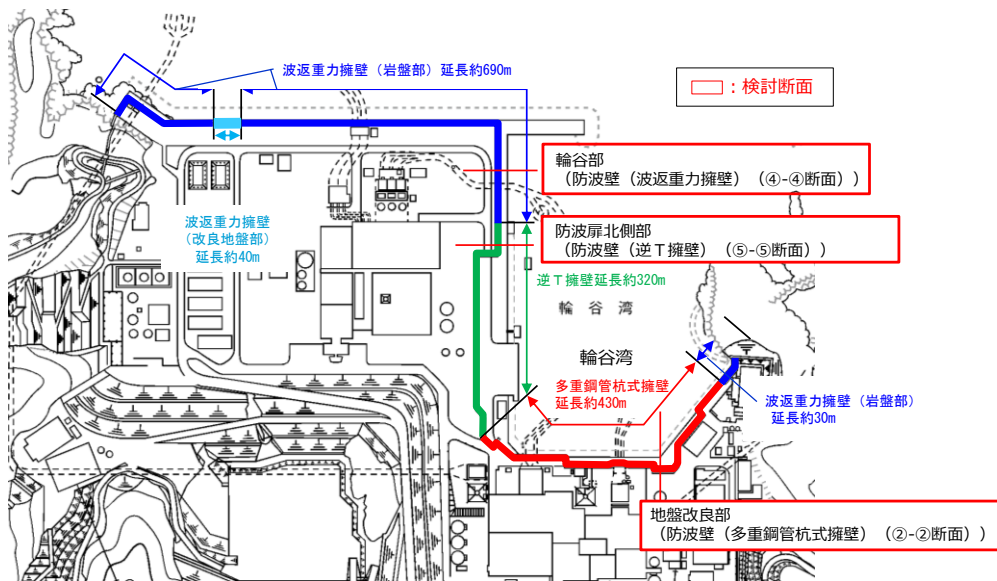 波返重力擁壁（岩盤部）延長約690m
：検討断面
輪谷部
（防波壁（波返重力擁壁）（④-④断面））
波返重力擁壁
（改良地盤部）
延長約40m
防波扉北側部
（防波壁（逆Ｔ擁壁）（⑤-⑤断面））
逆Ｔ擁壁延長約320m
輪谷湾
輪谷湾
多重鋼管杭式擁壁
延長約430m
波返重力擁壁（岩盤部）
延長約30m
地盤改良部
（防波壁（多重鋼管杭式擁壁）（②-②断面））